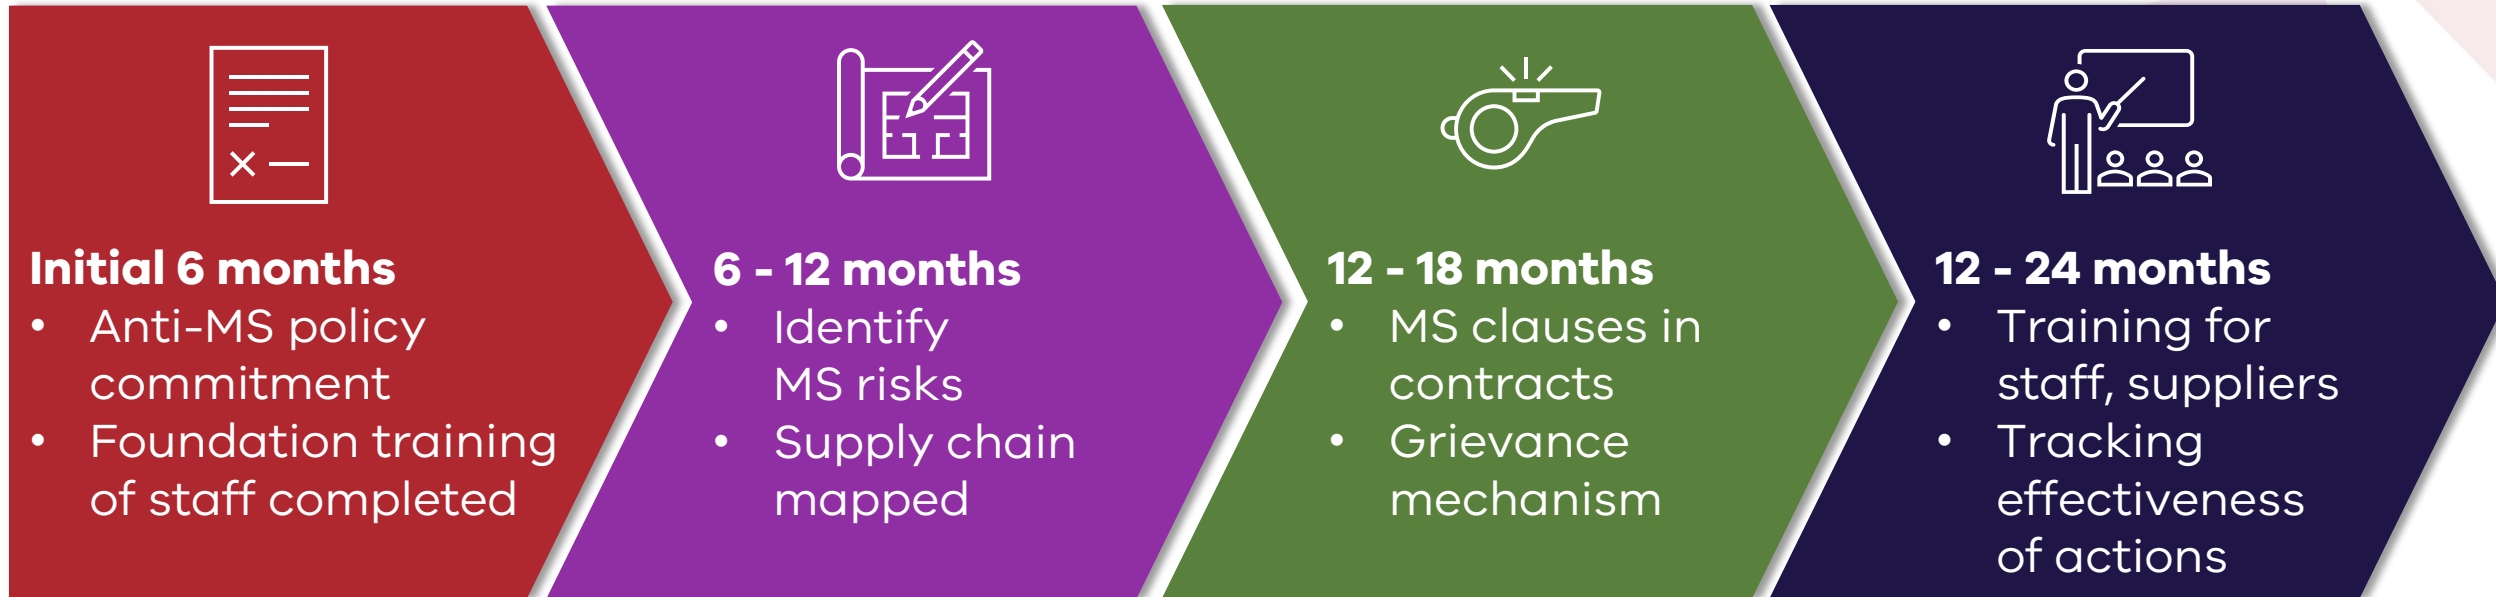 Initial 6 months
• Anti-MS policy
commitment
• Foundation training
of staff completed
6 - 12 months
• Identify
MS risks
• Supply chain
mapped
12 - 18 months
• MS clauses in
contracts
• Grievance
mechanism
12 - 24 months
• Training for
staff, suppliers
• Tracking
effectiveness
of actions